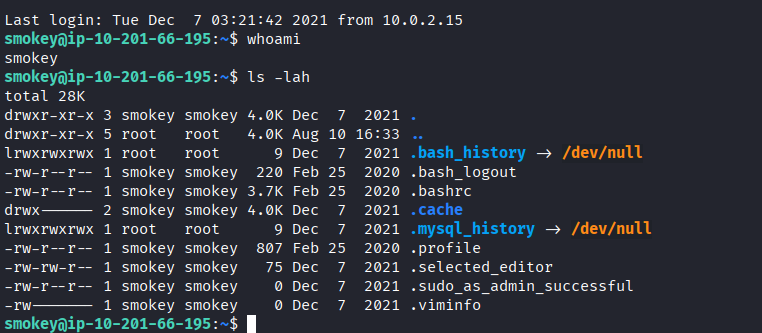 Last login: Tue Dec  7 03:21:42 2021 from 10.0.2.15
smokey@ip-10-201-66-195:~$ whoami
smokey
smokey@ip-10-201-66-195:~$ ls -lah
total 28K
drwxr-xr-x 3 smokey smokey 4.0K Dec  7  2021 .
drwxr-xr-x 5 root   root   4.0K Aug 10 16:33 ..
lrwxrwxrwx 1 root   root      9 Dec  7  2021 .bash_history -> /dev/null
-rw-r--r-- 1 smokey smokey  220 Feb 25  2020 .bash_logout
-rw-r--r-- 1 smokey smokey 3.7K Feb 25  2020 .bashrc
drwx------ 2 smokey smokey 4.0K Dec  7  2021 .cache
lrwxrwxrwx 1 root   root      9 Dec  7  2021 .mysql_history -> /dev/null
-rw-r--r-- 1 smokey smokey  807 Feb 25  2020 .profile
-rw-rw-r-- 1 smokey smokey   75 Dec  7  2021 .selected_editor
-rw-r--r-- 1 smokey smokey    0 Dec  7  2021 .sudo_as_admin_successful
-rw------- 1 smokey smokey    0 Dec  7  2021 .viminfo
smokey@ip-10-201-66-195:~$